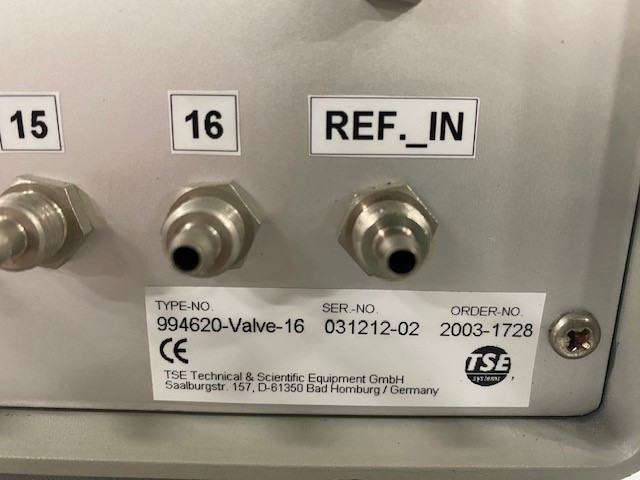 15
16
REF._IN
TYPE-NO. SER.-NO. ORDER-NO.
994620-Valve-16 031212-02 2003-1728
CE
TSE
systems
TSE Technical & Scientific Equipment GmbH
Saalburgstr. 157, D-61350 Bad Homburg / Germany